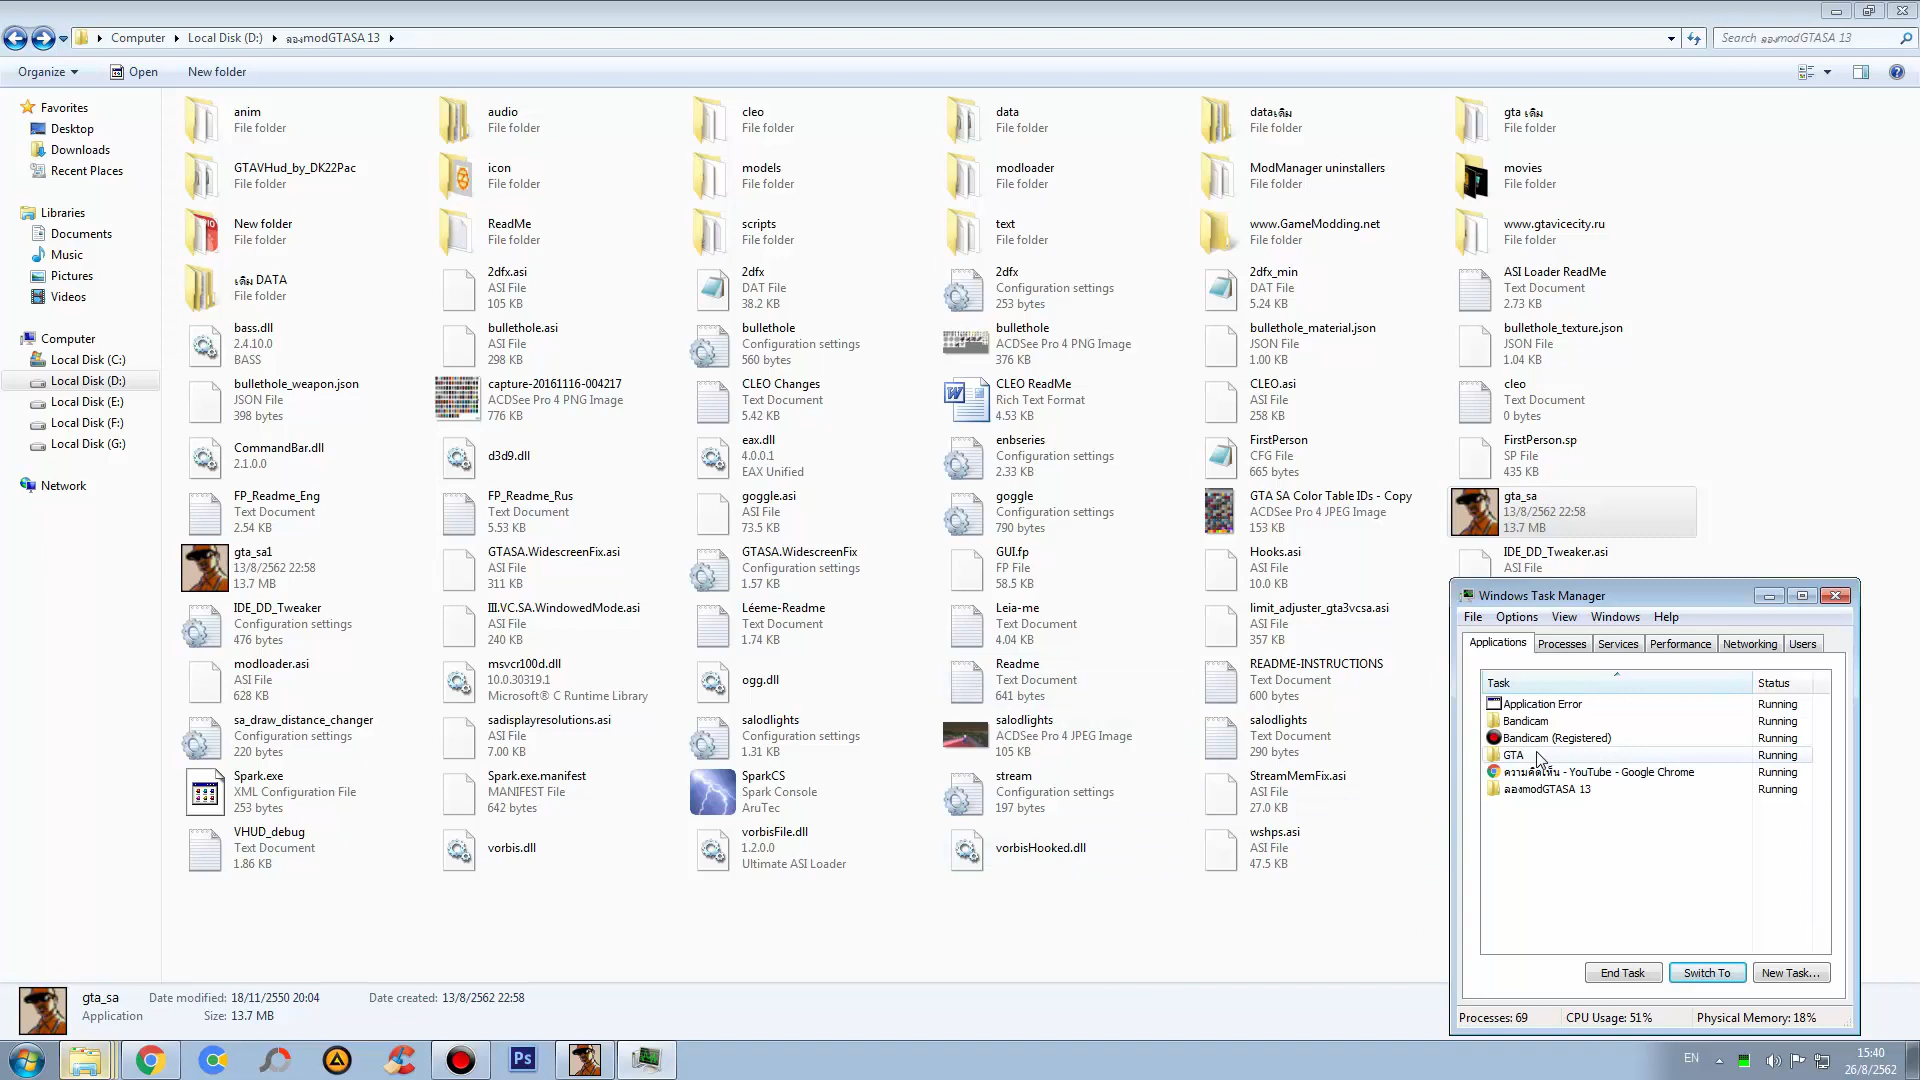 Computer
Local Disk (D:)
ลองmodGTASA 13
Search ลองmodGTASA 13
Organize
Open
New folder
Favorites
Desktop
Downloads
Recent Places
Libraries
Documents
Music
Pictures
Videos
Computer
Local Disk (C:)
Local Disk (D:)
Local Disk (E:)
Local Disk (F:)
Local Disk (G:)
Network
anim
File folder
audio
File folder
cleo
File folder
data
File folder
dataเดิม
File folder
gta เดิม
File folder
GTAVHud_by_DK22Pac
File folder
icon
File folder
models
File folder
modloader
File folder
ModManager uninstallers
File folder
movies
File folder
New folder
File folder
ReadMe
File folder
scripts
File folder
text
File folder
www.GameModding.net
File folder
www.gtavicecity.ru
File folder
เดิม DATA
File folder
2dfx.asi
ASI File
105 KB
2dfx
DAT File
38.2 KB
2dfx
Configuration settings
253 bytes
2dfx_min
DAT File
5.24 KB
ASI Loader ReadMe
Text Document
2.73 KB
bass.dll
2.4.10.0
BASS
bullethole.asi
ASI File
298 KB
bullethole
Configuration settings
560 bytes
bullethole
ACDSee Pro 4 PNG Image
376 KB
bullethole_material.json
JSON File
1.00 KB
bullethole_texture.json
JSON File
1.04 KB
bullethole_weapon.json
JSON File
398 bytes
capture-20161116-004217
ACDSee Pro 4 PNG Image
776 KB
CLEO Changes
Text Document
5.42 KB
CLEO ReadMe
Rich Text Format
4.53 KB
CLEO.asi
ASI File
258 KB
cleo
Text Document
0 bytes
CommandBar.dll
2.1.0.0
d3d9.dll
eax.dll
4.0.0.1
EAX Unified
enbseries
Configuration settings
2.33 KB
FirstPerson
CFG File
665 bytes
FirstPerson.sp
SP File
435 KB
FP_Readme_Eng
Text Document
2.54 KB
FP_Readme_Rus
Text Document
5.53 KB
goggle.asi
ASI File
73.5 KB
goggle
Configuration settings
790 bytes
GTA SA Color Table IDs - Copy
ACDSee Pro 4 JPEG Image
153 KB
gta_sa
13/8/2562 22:58
13.7 MB
gta_sa1
13/8/2562 22:58
13.7 MB
GTASA.WidescreenFix.asi
ASI File
311 KB
GTASA.WidescreenFix
Configuration settings
1.57 KB
GUI.fp
FP File
58.5 KB
Hooks.asi
ASI File
10.0 KB
IDE_DD_Tweaker.asi
ASI File
IDE_DD_Tweaker
Configuration settings
476 bytes
III.VC.SA.WindowedMode.asi
ASI File
240 KB
Léeme-Readme
Text Document
1.74 KB
Leia-me
Text Document
4.04 KB
limit_adjuster_gta3vcsa.asi
ASI File
357 KB
modloader.asi
ASI File
628 KB
msvcr100d.dll
10.0.30319.1
Microsoft® C Runtime Library
ogg.dll
Readme
Text Document
641 bytes
README-INSTRUCTIONS
Text Document
600 bytes
sa_draw_distance_changer
Configuration settings
220 bytes
sadisplayresolutions.asi
ASI File
7.00 KB
salodlights
Configuration settings
1.31 KB
salodlights
ACDSee Pro 4 JPEG Image
105 KB
salodlights
Text Document
290 bytes
Spark.exe
XML Configuration File
253 bytes
Spark.exe.manifest
MANIFEST File
642 bytes
SparkCS
Spark Console
AruTec
stream
Configuration settings
197 bytes
StreamMemFix.asi
ASI File
27.0 KB
VHUD_debug
Text Document
1.86 KB
vorbis.dll
vorbisFile.dll
1.2.0.0
Ultimate ASI Loader
vorbisHooked.dll
wshps.asi
ASI File
47.5 KB
Windows Task Manager
File Options View Windows Help
Applications Processes Services Performance Networking Users
Task Status
Application Error Running
Bandicam Running
Bandicam (Registered) Running
GTA Running
ความคิดเห็น - YouTube - Google Chrome Running
ลองmodGTASA 13 Running
End Task Switch To New Task...
Processes: 69 CPU Usage: 51% Physical Memory: 18%
gta_sa Date modified: 18/11/2550 20:04 Date created: 13/8/2562 22:58
Application Size: 13.7 MB
Ps
EN
15:40
26/8/2562